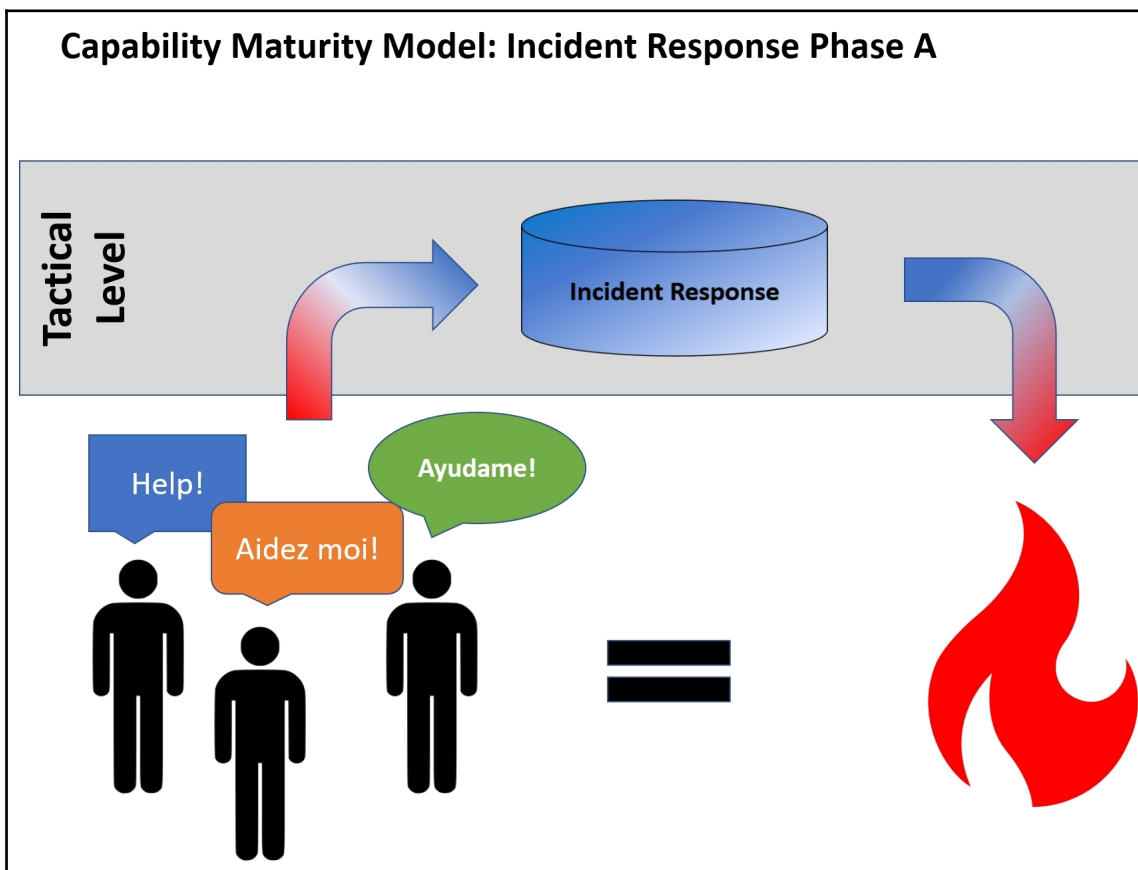 Capability Maturity Model: Incident Response Phase A
Tactical
Level
Incident Response
Help!
Aidez moi!
Ayudame!